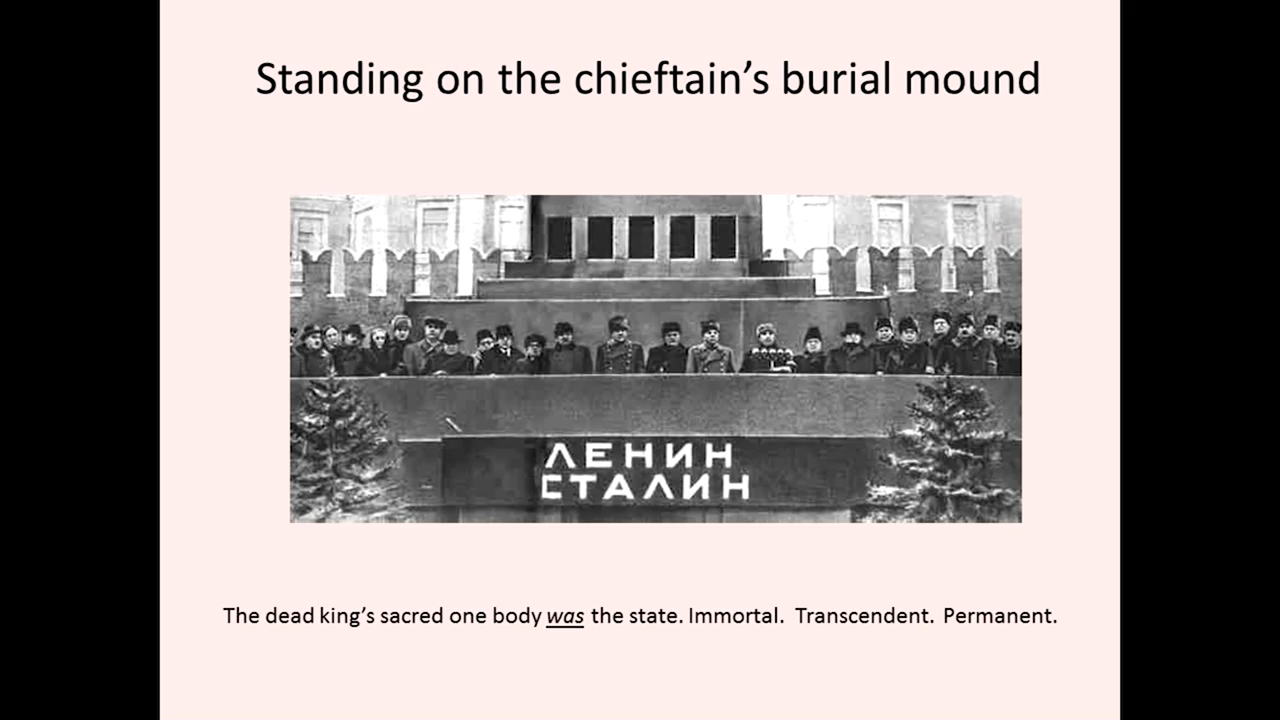 Standing on the chieftain’s burial mound
ЛЕНИН
СТАЛИН
The dead king’s sacred one body was the state. Immortal. Transcendent. Permanent.